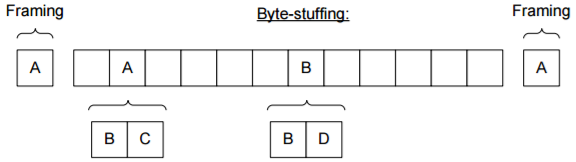 Framing Byte-stuffing: Framing
A A B A
B C B D